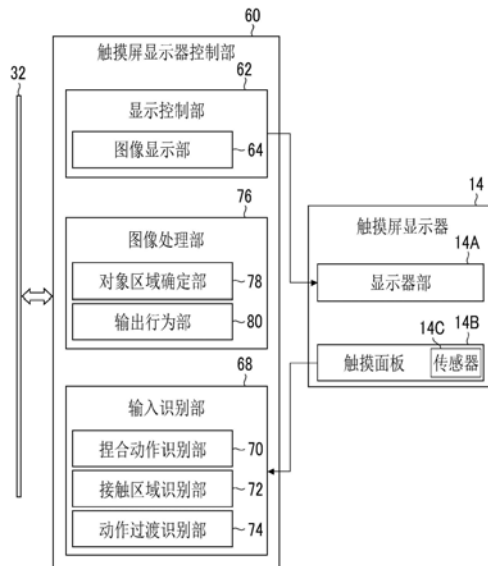 60
触摸屏显示器控制部
32
62
显示控制部
图像显示部
64
76
图像处理部
对象区域确定部
78
输出行为部
80
68
输入识别部
捏合动作识别部
70
接触区域识别部
72
动作过渡识别部
74
14
触摸屏显示器
14A
显示器部
14C
14B
触摸面板
传感器